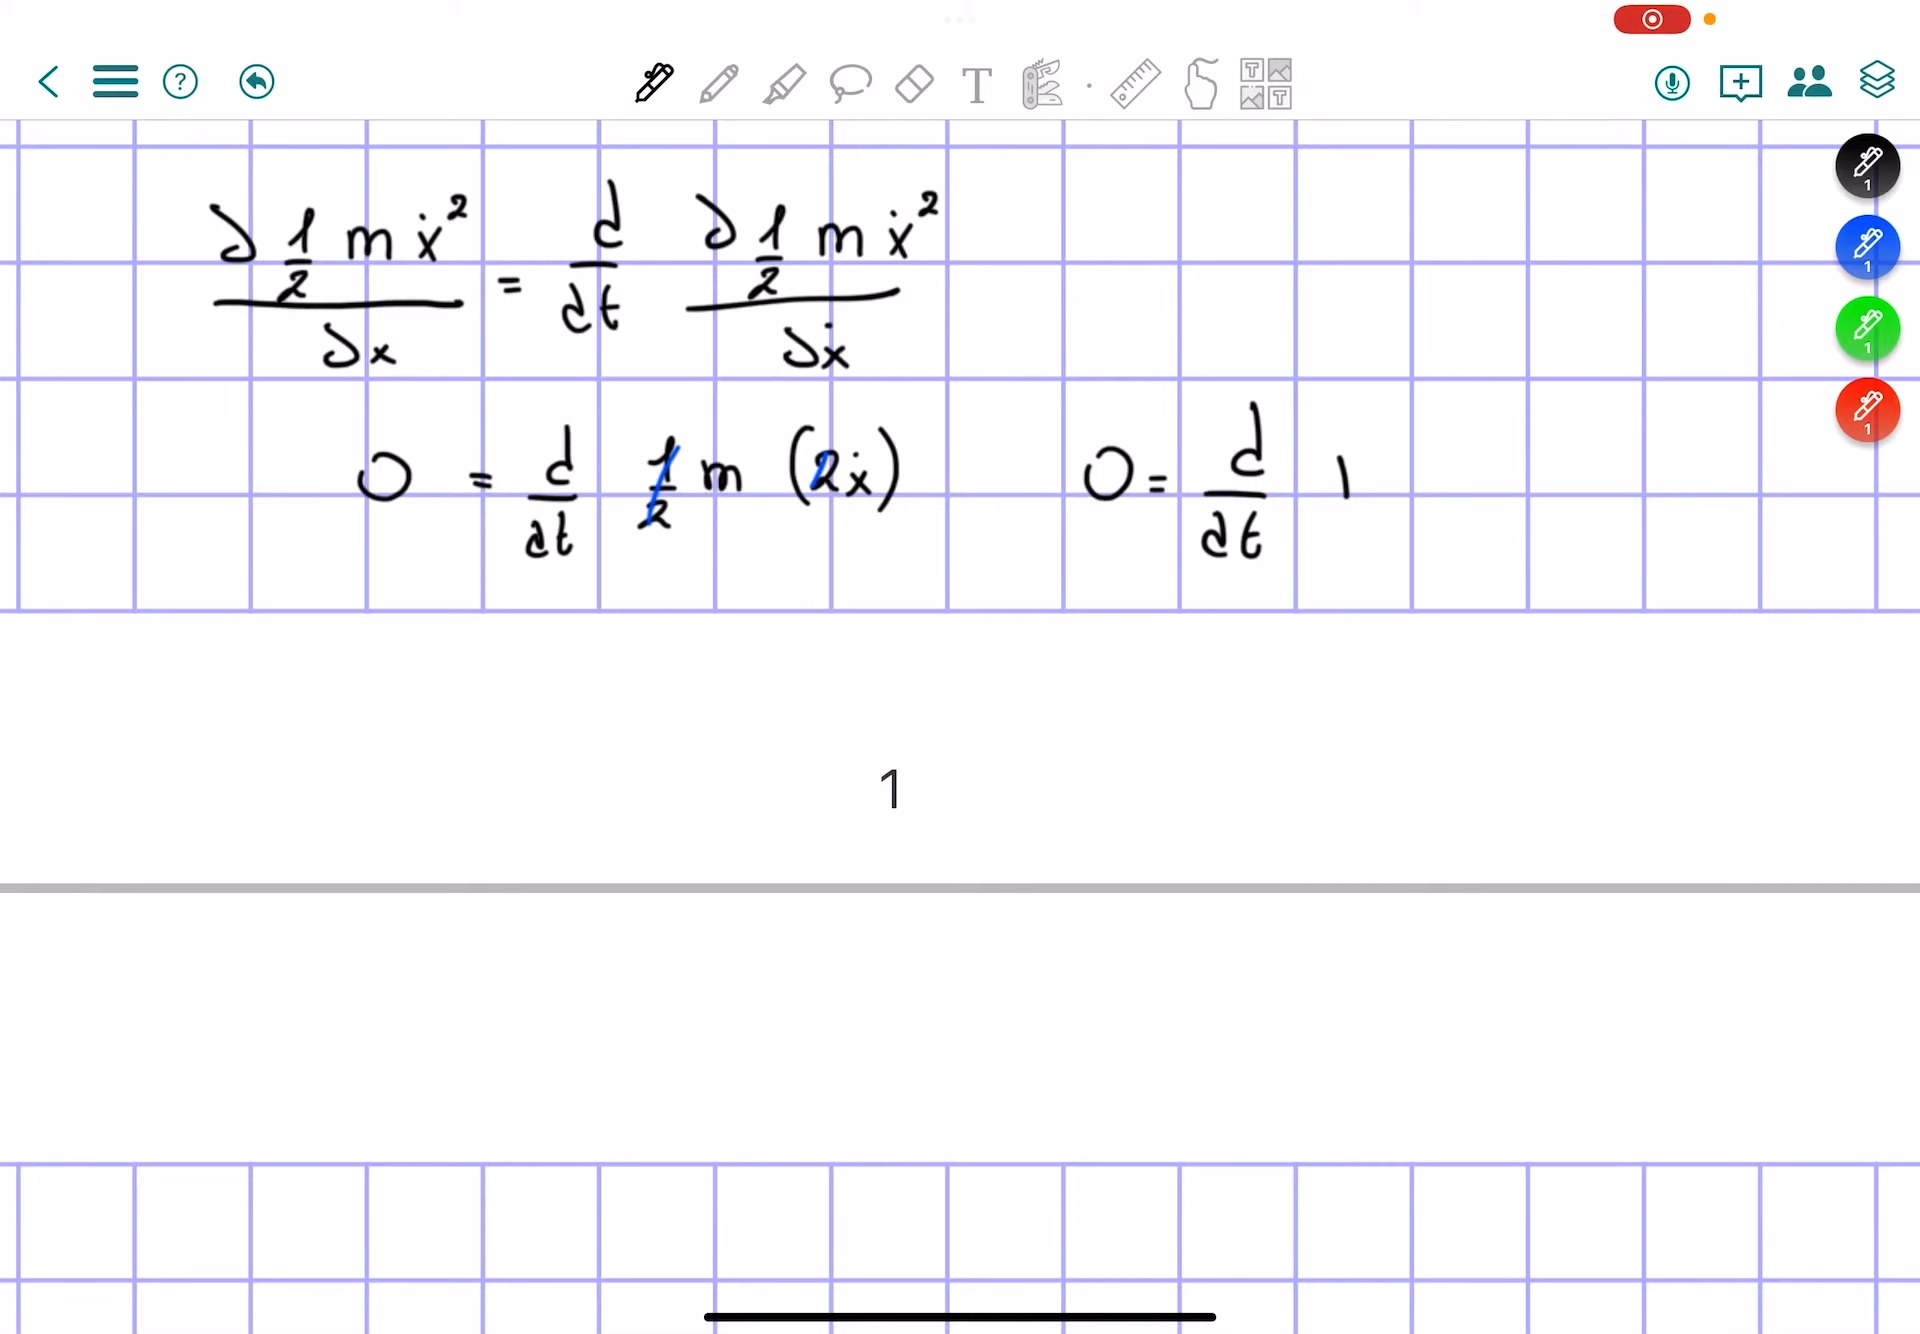 ∂ 1/2 m ẋ² / ∂x = d/dt ∂ 1/2 m ẋ² / ∂ẋ
0 = d/dt 1/2 m (2ẋ) 0 = d/dt
1